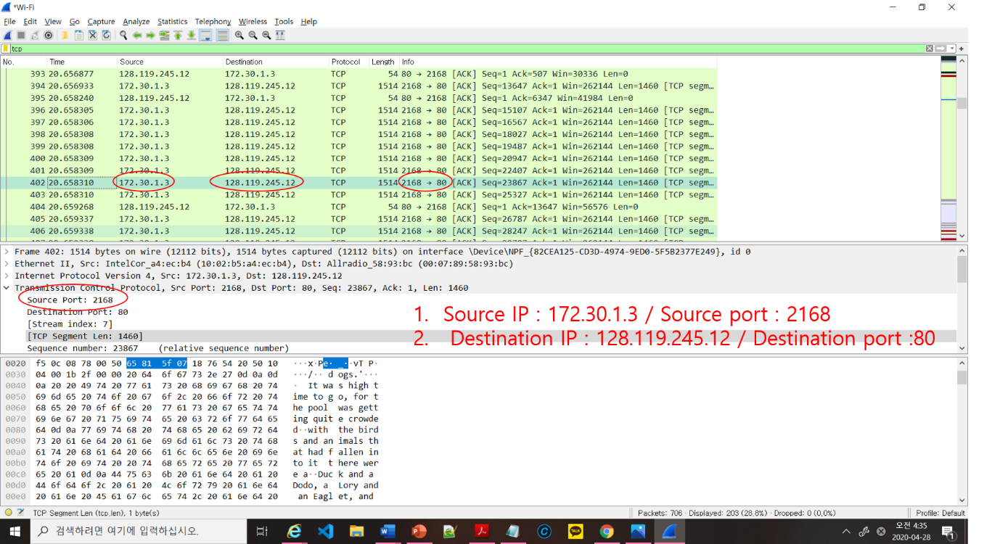 *Wi-Fi
File Edit View Go Capture Analyze Statistics Telephony Wireless Tools Help
tcp
No. Time Source Destination Protocol Length Info
393 20.656877 128.119.245.12 172.30.1.3 TCP 54 80 → 2168 [ACK] Seq=1 Ack=507 Win=30336 Len=0
394 20.656933 172.30.1.3 128.119.245.12 TCP 1514 2168 → 80 [ACK] Seq=13647 Ack=1 Win=262144 Len=1460 [TCP segm…
395 20.658240 128.119.245.12 172.30.1.3 TCP 54 80 → 2168 [ACK] Seq=1 Ack=6347 Win=41984 Len=0
396 20.658305 172.30.1.3 128.119.245.12 TCP 1514 2168 → 80 [ACK] Seq=15107 Ack=1 Win=262144 Len=1460 [TCP segm…
397 20.658306 172.30.1.3 128.119.245.12 TCP 1514 2168 → 80 [ACK] Seq=16567 Ack=1 Win=262144 Len=1460 [TCP segm…
398 20.658308 172.30.1.3 128.119.245.12 TCP 1514 2168 → 80 [ACK] Seq=18027 Ack=1 Win=262144 Len=1460 [TCP segm…
399 20.658308 172.30.1.3 128.119.245.12 TCP 1514 2168 → 80 [ACK] Seq=19487 Ack=1 Win=262144 Len=1460 [TCP segm…
400 20.658309 172.30.1.3 128.119.245.12 TCP 1514 2168 → 80 [ACK] Seq=20947 Ack=1 Win=262144 Len=1460 [TCP segm…
401 20.658309 172.30.1.3 128.119.245.12 TCP 1514 2168 → 80 [ACK] Seq=22407 Ack=1 Win=262144 Len=1460 [TCP segm…
402 20.658310 172.30.1.3 128.119.245.12 TCP 1514 2168 → 80 [ACK] Seq=23867 Ack=1 Win=262144 Len=1460 [TCP segm…
403 20.658310 172.30.1.3 128.119.245.12 TCP 1514 2168 → 80 [ACK] Seq=25327 Ack=1 Win=262144 Len=1460 [TCP segm…
404 20.659268 128.119.245.12 172.30.1.3 TCP 54 80 → 2168 [ACK] Seq=1 Ack=13647 Win=56576 Len=0
405 20.659337 172.30.1.3 128.119.245.12 TCP 1514 2168 → 80 [ACK] Seq=26787 Ack=1 Win=262144 Len=1460 [TCP segm…
406 20.659338 172.30.1.3 128.119.245.12 TCP 1514 2168 → 80 [ACK] Seq=28247 Ack=1 Win=262144 Len=1460 [TCP segm…
Frame 402: 1514 bytes on wire (12112 bits), 1514 bytes captured (12112 bits) on interface \Device\NPF_{82CEA125-CD3D-4974-9ED0-5F5B2377E249}, id 0
Ethernet II, Src: IntelCor_a4:ec:b4 (10:02:b5:a4:ec:b4), Dst: Allradio_58:93:bc (00:07:89:58:93:bc)
Internet Protocol Version 4, Src: 172.30.1.3, Dst: 128.119.245.12
Transmission Control Protocol, Src Port: 2168, Dst Port: 80, Seq: 23867, Ack: 1, Len: 1460
Source Port: 2168
Destination Port: 80
[Stream index: 7]
[TCP Segment Len: 1460]
Sequence number: 23867 (relative sequence number)
1. Source IP : 172.30.1.3 / Source port : 2168
2. Destination IP : 128.119.245.12 / Destination port :80
0020 f5 0c 08 78 00 50 65 81 5f 07 18 76 54 20 50 10 ···x·Pe· _··vT P·
0030 04 00 1b 2f 00 00 20 64 6f 67 73 2e 27 0d 0a 0d ···/·· d ogs.'···
0040 0a 20 20 49 74 20 77 61 73 20 68 69 67 68 20 74 · It wa s high t
0050 69 6d 65 20 74 6f 20 67 6f 2c 20 66 6f 72 20 74 ime to g o, for t
0060 68 65 20 70 6f 6f 6c 20 77 61 73 20 67 65 74 74 he pool was gett
0070 69 6e 67 20 71 75 69 74 65 20 63 72 6f 77 64 65 ing quit e crowde
0080 64 0d 0a 77 69 74 68 20 74 68 65 20 62 69 72 64 d··with the bird
0090 73 20 61 6e 64 20 61 6e 69 6d 61 6c 73 20 74 68 s and an imals th
00a0 61 74 20 68 61 64 20 66 61 6c 6c 65 6e 20 69 6e at had f allen in
00b0 74 6f 20 69 74 20 20 74 68 65 72 65 20 77 65 72 to it t here wer
00c0 65 20 61 0d 0a 44 75 63 6b 20 61 6e 64 20 61 20 e a··Duc k and a
00d0 44 6f 64 6f 2c 20 61 20 4c 6f 72 79 20 61 6e 64 Dodo, a Lory and
00e0 20 61 6e 20 45 61 67 6c 65 74 2c 20 61 6e 64 20 an Eagl et, and
TCP Segment Len (tcp.len), 1 byte(s) Packets: 706 · Displayed: 203 (28,8%) · Dropped: 0 (0,0%) Profile: Default
검색하려면 여기에 입력하십시오. TALK 오전 4:35
2020-04-28 1